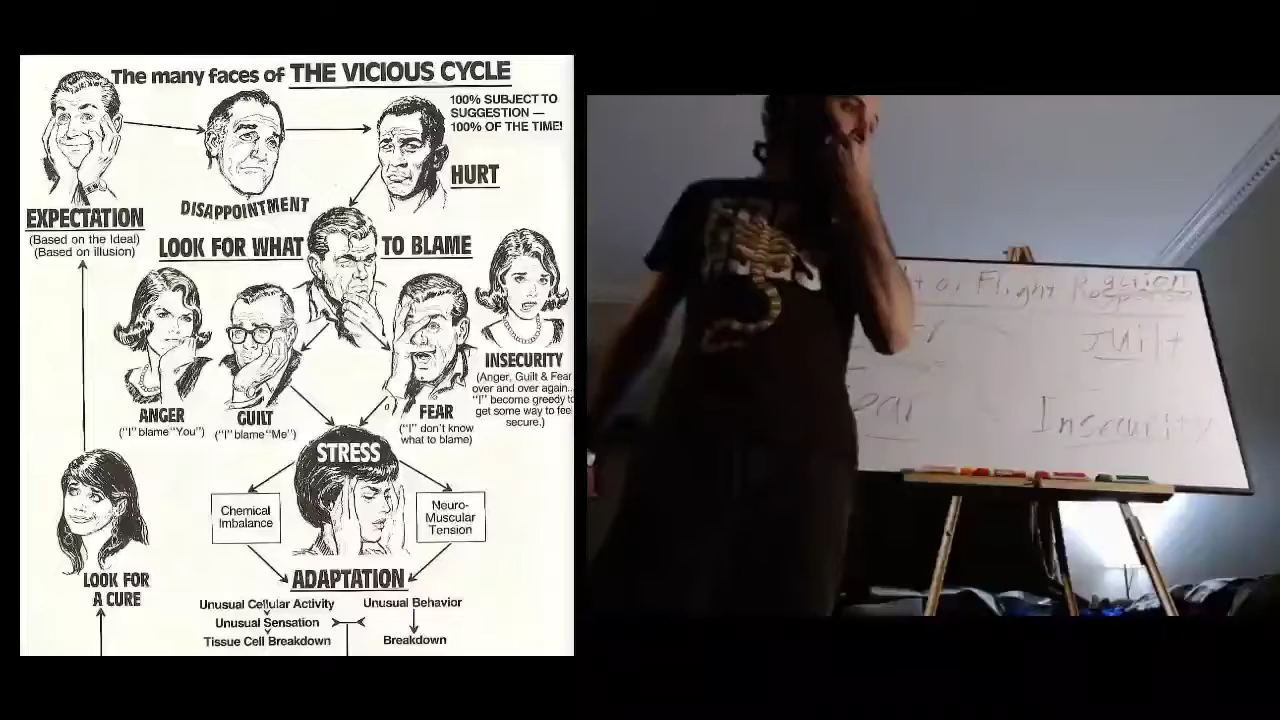 The many faces of THE VICIOUS CYCLE
100% SUBJECT TO
SUGGESTION —
100% OF THE TIME!
HURT
EXPECTATION
(Based on the Ideal)
(Based on illusion)
DISAPPOINTMENT
LOOK FOR WHAT TO BLAME
INSECURITY
(Anger, Guilt & Fear
over and over again..
"I" become greedy to
get some way to feel
secure.)
ANGER
("I" blame "You")
GUILT
("I" blame "Me")
FEAR
("I" don't know
what to blame)
STRESS
Chemical
Imbalance
Neuro-
Muscular
Tension
LOOK FOR
A CURE
ADAPTATION
Unusual Cellular Activity
Unusual Sensation
Tissue Cell Breakdown
Unusual Behavior
Breakdown
Flight
Response
Guilt
Insecurity